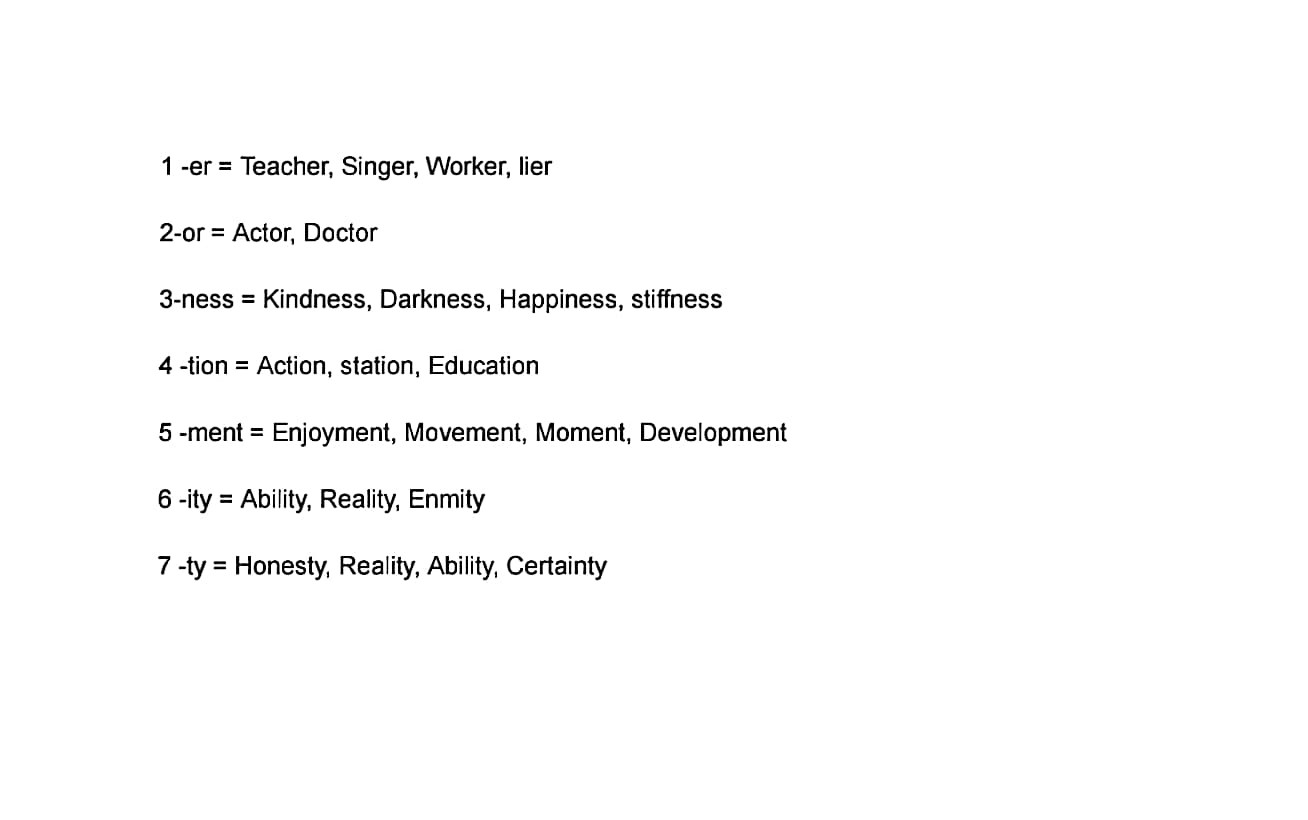 1 -er = Teacher, Singer, Worker, lier
2-or = Actor, Doctor
3-ness = Kindness, Darkness, Happiness, stiffness
4 -tion = Action, station, Education
5 -ment = Enjoyment, Movement, Moment, Development
6 -ity = Ability, Reality, Enmity
7 -ty = Honesty, Reality, Ability, Certainty